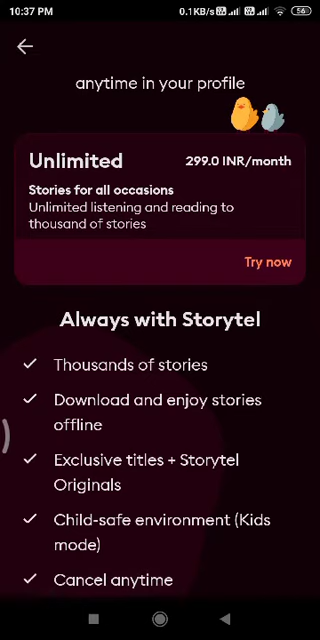 10:37 PM
0.1KB/s
56
anytime in your profile
Unlimited
299.0 INR/month
Stories for all occasions
Unlimited listening and reading to
thousand of stories
Try now
Always with Storytel
Thousands of stories
Download and enjoy stories
offline
Exclusive titles + Storytel
Originals
Child-safe environment (Kids
mode)
Cancel anytime